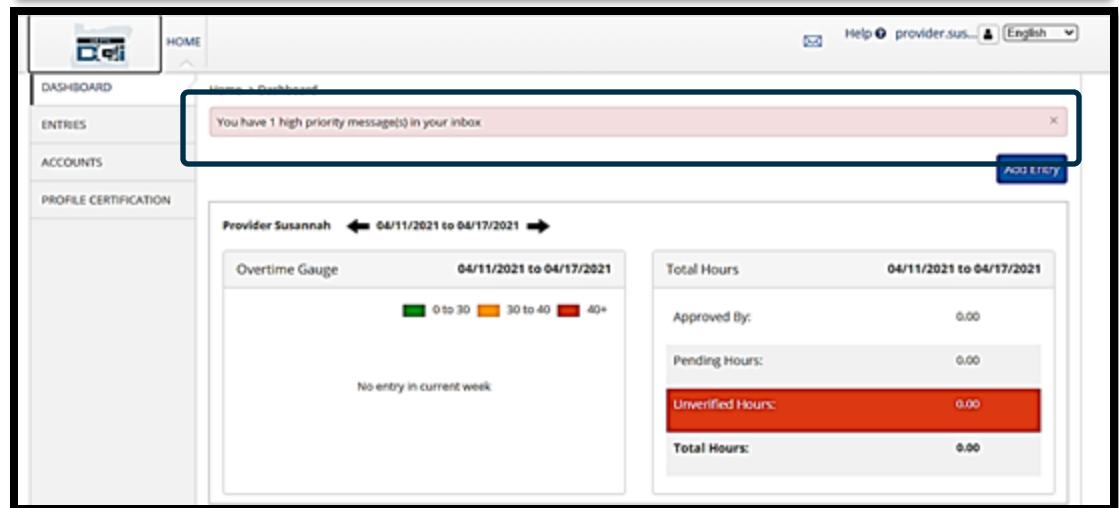 HOME
Help provider.sus... English
DASHBOARD
Home > Dashboard
ENTRIES
You have 1 high priority message(s) in your inbox ×
ACCOUNTS
Add Entry
PROFILE CERTIFICATION
Provider Susannah 04/11/2021 to 04/17/2021
Overtime Gauge 04/11/2021 to 04/17/2021
0 to 30 30 to 40 40+
No entry in current week
Total Hours 04/11/2021 to 04/17/2021
Approved By: 0.00
Pending Hours: 0.00
Unverified Hours: 0.00
Total Hours: 0.00